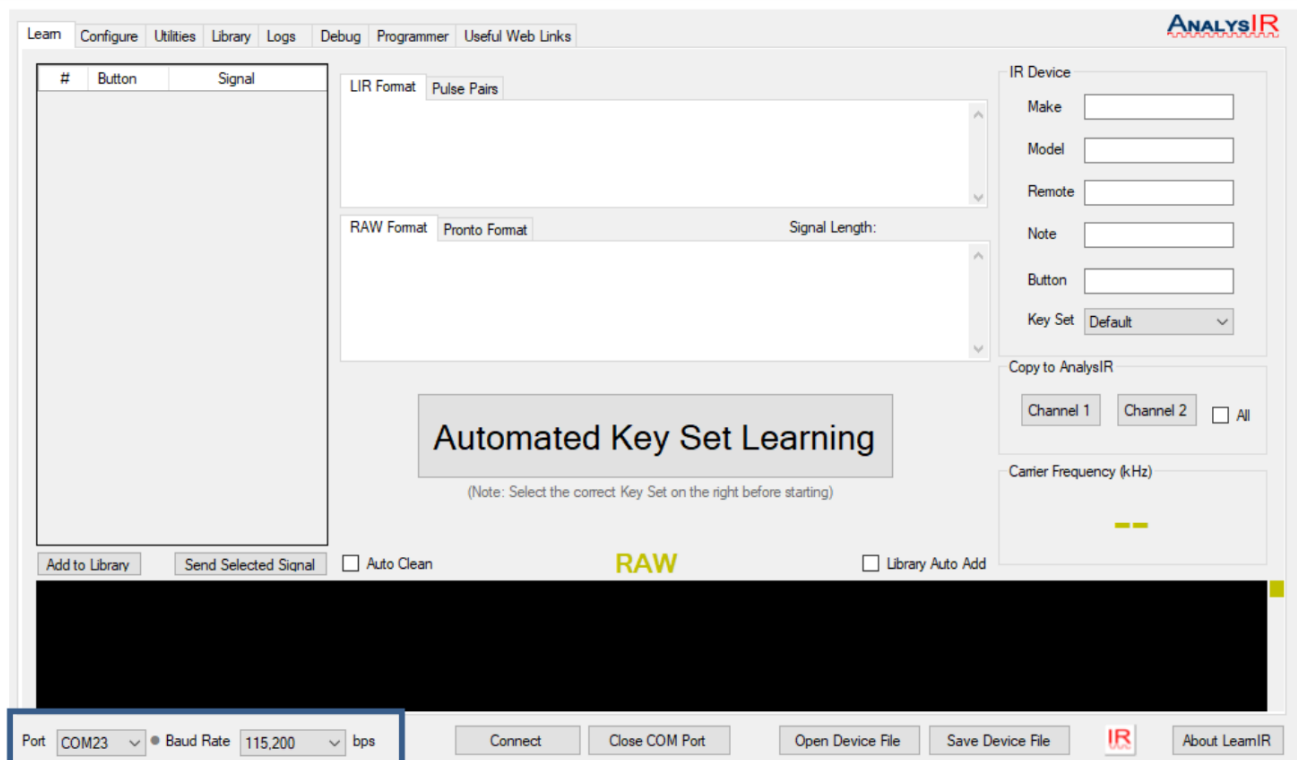 ANALYSIR
Learn Configure Utilities Library Logs Debug Programmer Useful Web Links
# Button Signal
LIR Format Pulse Pairs
RAW Format Pronto Format Signal Length:
IR Device
Make
Model
Remote
Note
Button
Key Set Default
Copy to AnalysIR
Channel 1 Channel 2 All
Automated Key Set Learning
(Note: Select the correct Key Set on the right before starting)
Carrier Frequency (kHz)
--
Add to Library Send Selected Signal Auto Clean RAW Library Auto Add
Port COM23 Baud Rate 115,200 bps Connect Close COM Port Open Device File Save Device File IR About LearnIR